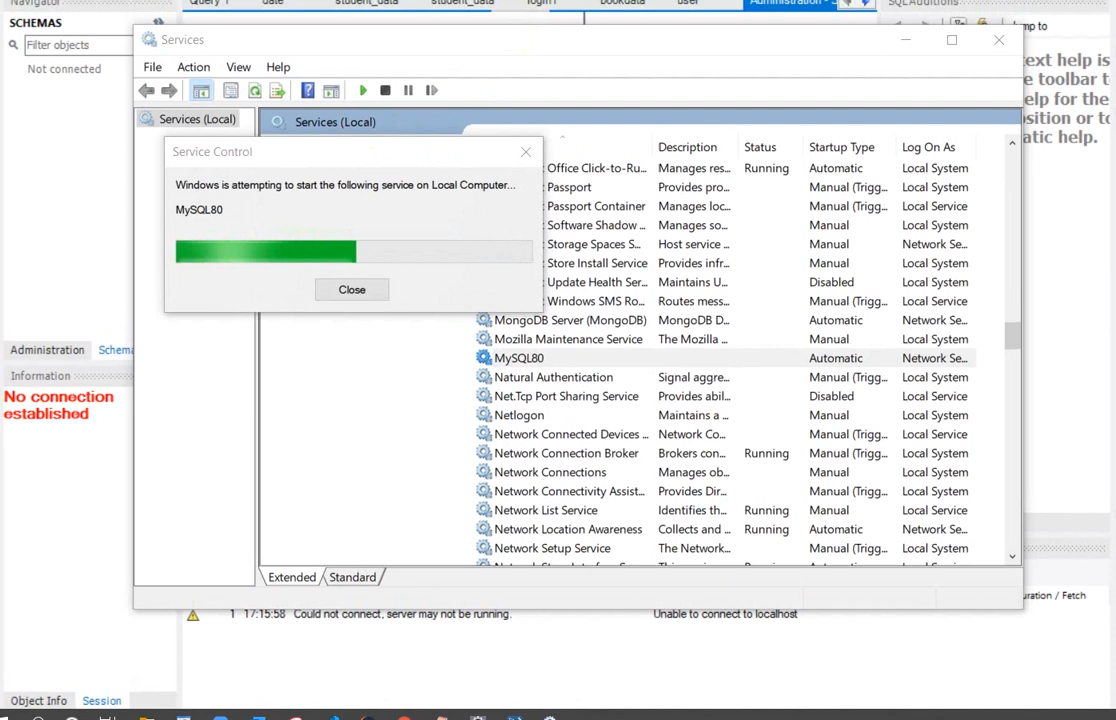 Navigator
Query 1
date
student_data
student_data
login1
bookdata
user
Administration - S
SQLAdditions
SCHEMAS
Filter objects
Not connected
Jump to
Services
File Action View Help
Services (Local)
Services (Local)
Service Control
Windows is attempting to start the following service on Local Computer...
MySQL80
Close
Description Status Startup Type Log On As
Office Click-to-Ru... Manages res... Running Automatic Local System
Passport Provides pro... Manual (Trigg... Local System
Passport Container Manages loc... Manual (Trigg... Local Service
Software Shadow ... Manages so... Manual Local System
Storage Spaces S... Host service ... Manual Network Se...
Store Install Service Provides infr... Manual Local System
Update Health Ser... Maintains U... Disabled Local System
Windows SMS Ro... Routes mess... Manual (Trigg... Local Service
MongoDB Server (MongoDB) MongoDB D... Automatic Network Se...
Mozilla Maintenance Service The Mozilla ... Manual Local System
MySQL80 Automatic Network Se...
Natural Authentication Signal aggre... Manual (Trigg... Local System
Net.Tcp Port Sharing Service Provides abil... Disabled Local Service
Netlogon Maintains a ... Manual Local System
Network Connected Devices ... Network Co... Manual (Trigg... Local Service
Network Connection Broker Brokers con... Running Manual (Trigg... Local System
Network Connections Manages ob... Manual Local System
Network Connectivity Assist... Provides Dir... Manual (Trigg... Local System
Network List Service Identifies th... Running Manual Local Service
Network Location Awareness Collects and ... Running Automatic Network Se...
Network Setup Service The Network... Manual (Trigg... Local System
Extended Standard
text help is
e toolbar to
elp for the
osition or to
atic help.
Administration Schema
Information
No connection
established
uration / Fetch
1 17:15:58 Could not connect, server may not be running. Unable to connect to localhost
Object Info Session